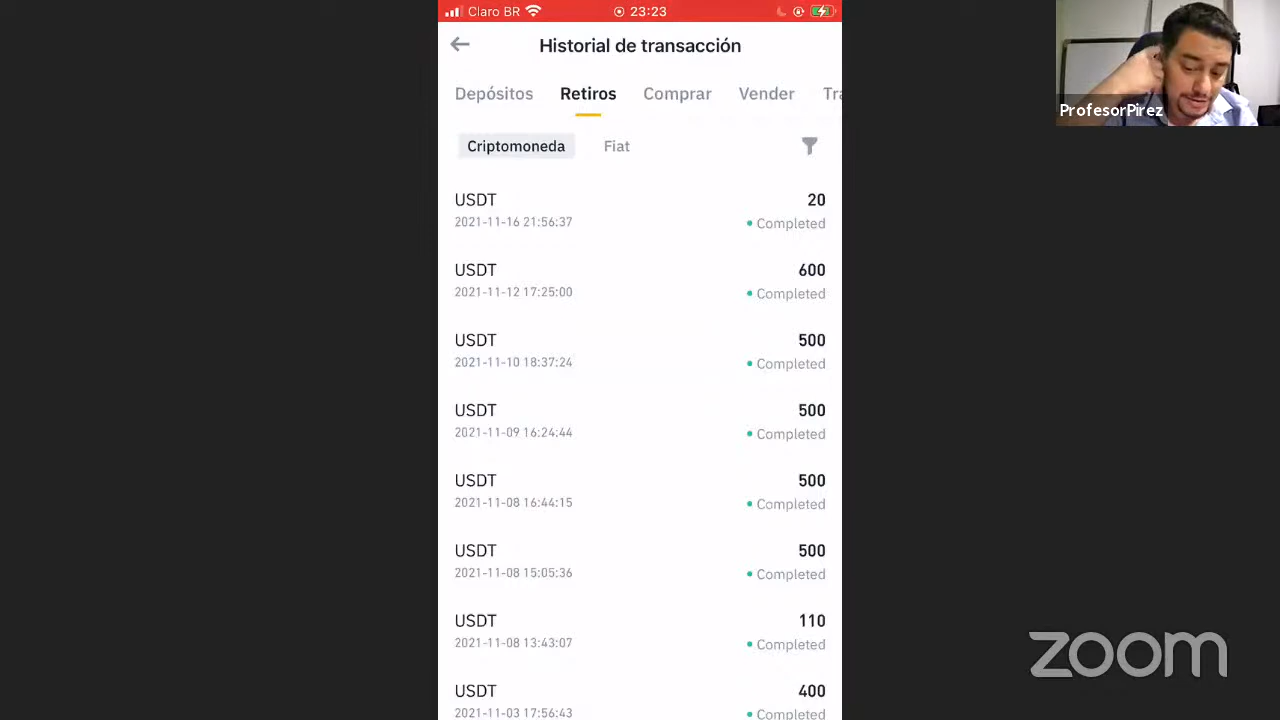 Claro BR
23:23
Historial de transacción
Depósitos Retiros Comprar Vender Tra
Criptomoneda Fiat
USDT 20
2021-11-16 21:56:37 Completed
USDT 600
2021-11-12 17:25:00 Completed
USDT 500
2021-11-10 18:37:24 Completed
USDT 500
2021-11-09 16:24:44 Completed
USDT 500
2021-11-08 16:44:15 Completed
USDT 500
2021-11-08 15:05:36 Completed
USDT 110
2021-11-08 13:43:07 Completed
USDT 400
2021-11-03 17:56:43 Completed
ProfesorPirez
zoom